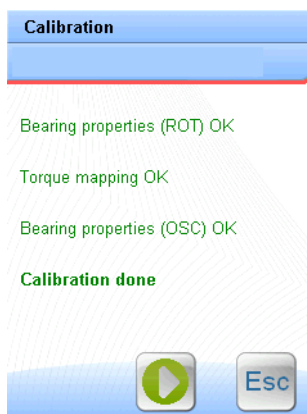 Calibration
Bearing properties (ROT) OK
Torque mapping OK
Bearing properties (OSC) OK
Calibration done
Esc